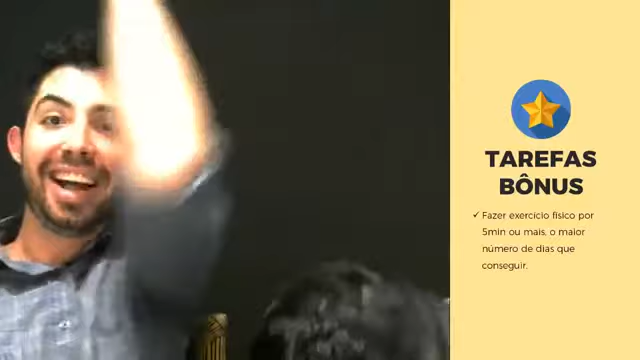 TAREFAS
BÔNUS
✓ Fazer exercício físico por
5min ou mais, o maior
número de dias que
conseguir.